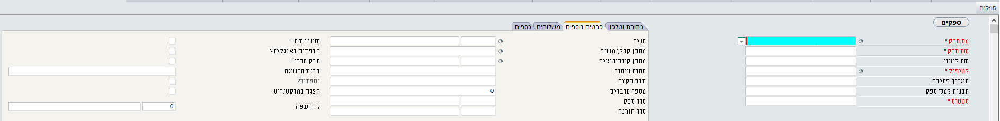 ספקים
ספקים
מס.ספק *
שם ספק *
שם לועזי
לטיפול *
תאריך פתיחה
תבנית למס' ספק
סטטוס *
כתובת וטלפון
פרטים נוספים
משלוחים
כספים
סניף
מחסן קבלן משנה
מחסן קונסיגנציה
תחום עיסוק
שנת הקמה
מספר עובדים
0
סוג ספק
סוג הזמנה
שינוי שם?
הדפסות באנגלית?
ספק חסוי?
דרגת הרשאה
נספחים?
הצגה במרקטגייט
קוד שפה
0